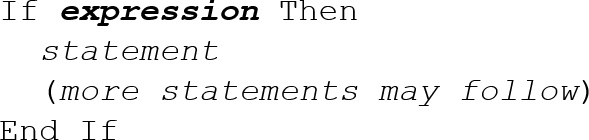 If expression Then
statement
(more statements may follow)
End If